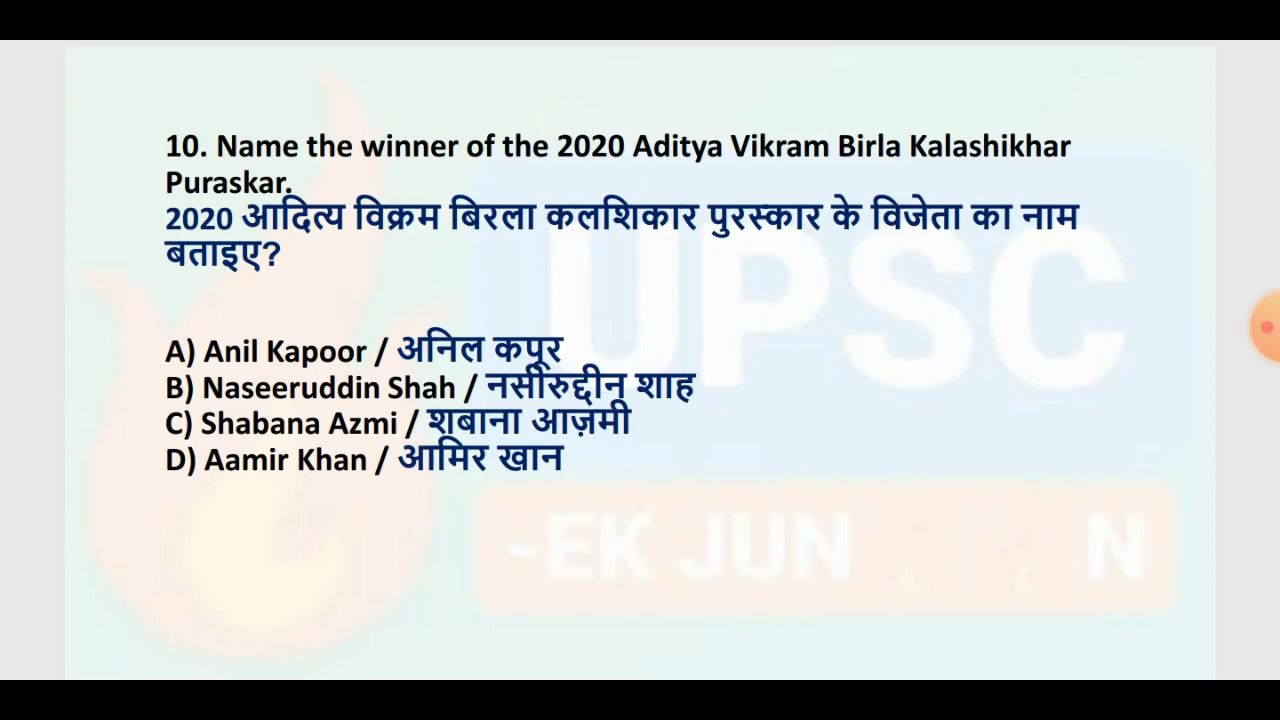 10. Name the winner of the 2020 Aditya Vikram Birla Kalashikhar
Puraskar.
2020 आदित्य विक्रम बिरला कलशिकार पुरस्कार के विजेता का नाम
बताइए?
A) Anil Kapoor / अनिल कपूर
B) Naseeruddin Shah / नसीरुद्दीन शाह
C) Shabana Azmi / शबाना आज़मी
D) Aamir Khan / आमिर खान
UPSC
-EK JUN N